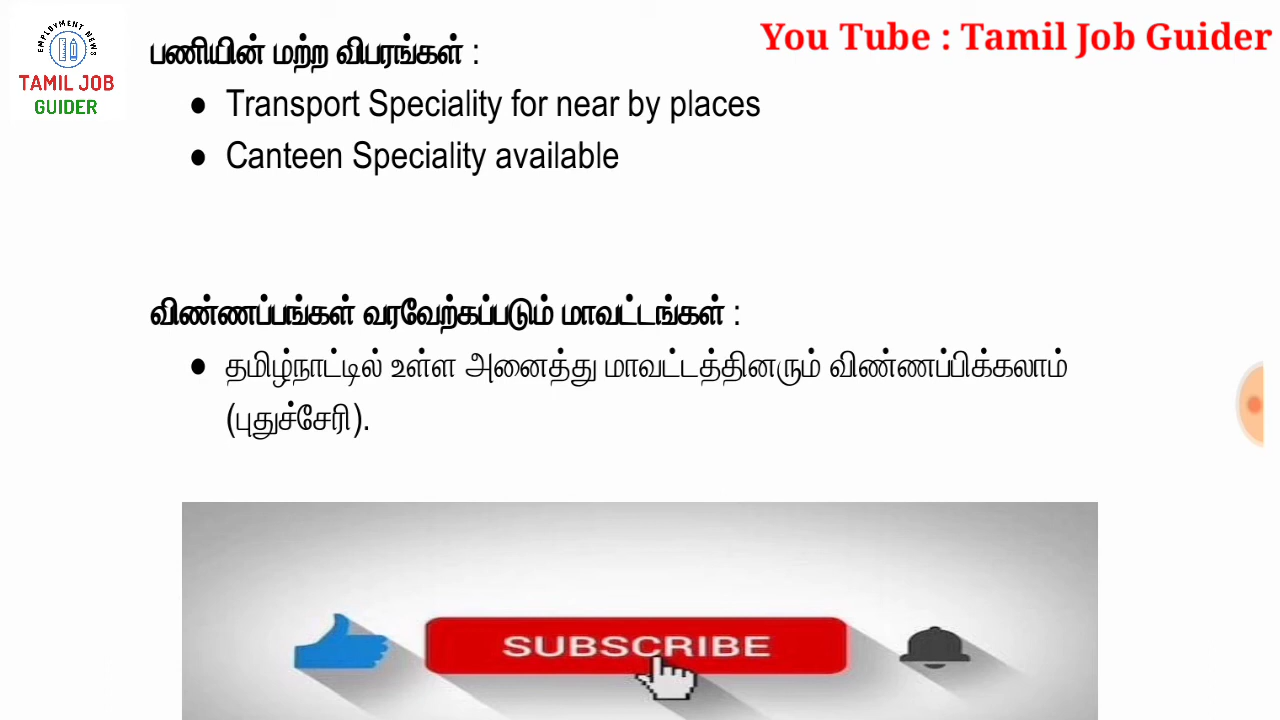 EMPLOYMENT NEWS
TAMIL JOB
GUIDER
You Tube : Tamil Job Guider
பணியின் மற்ற விபரங்கள் :
● Transport Speciality for near by places
● Canteen Speciality available
விண்ணப்பங்கள் வரவேற்கப்படும் மாவட்டங்கள் :
● தமிழ்நாட்டில் உள்ள அனைத்து மாவட்டத்தினரும் விண்ணப்பிக்கலாம்
(புதுச்சேரி).
SUBSCRIBE